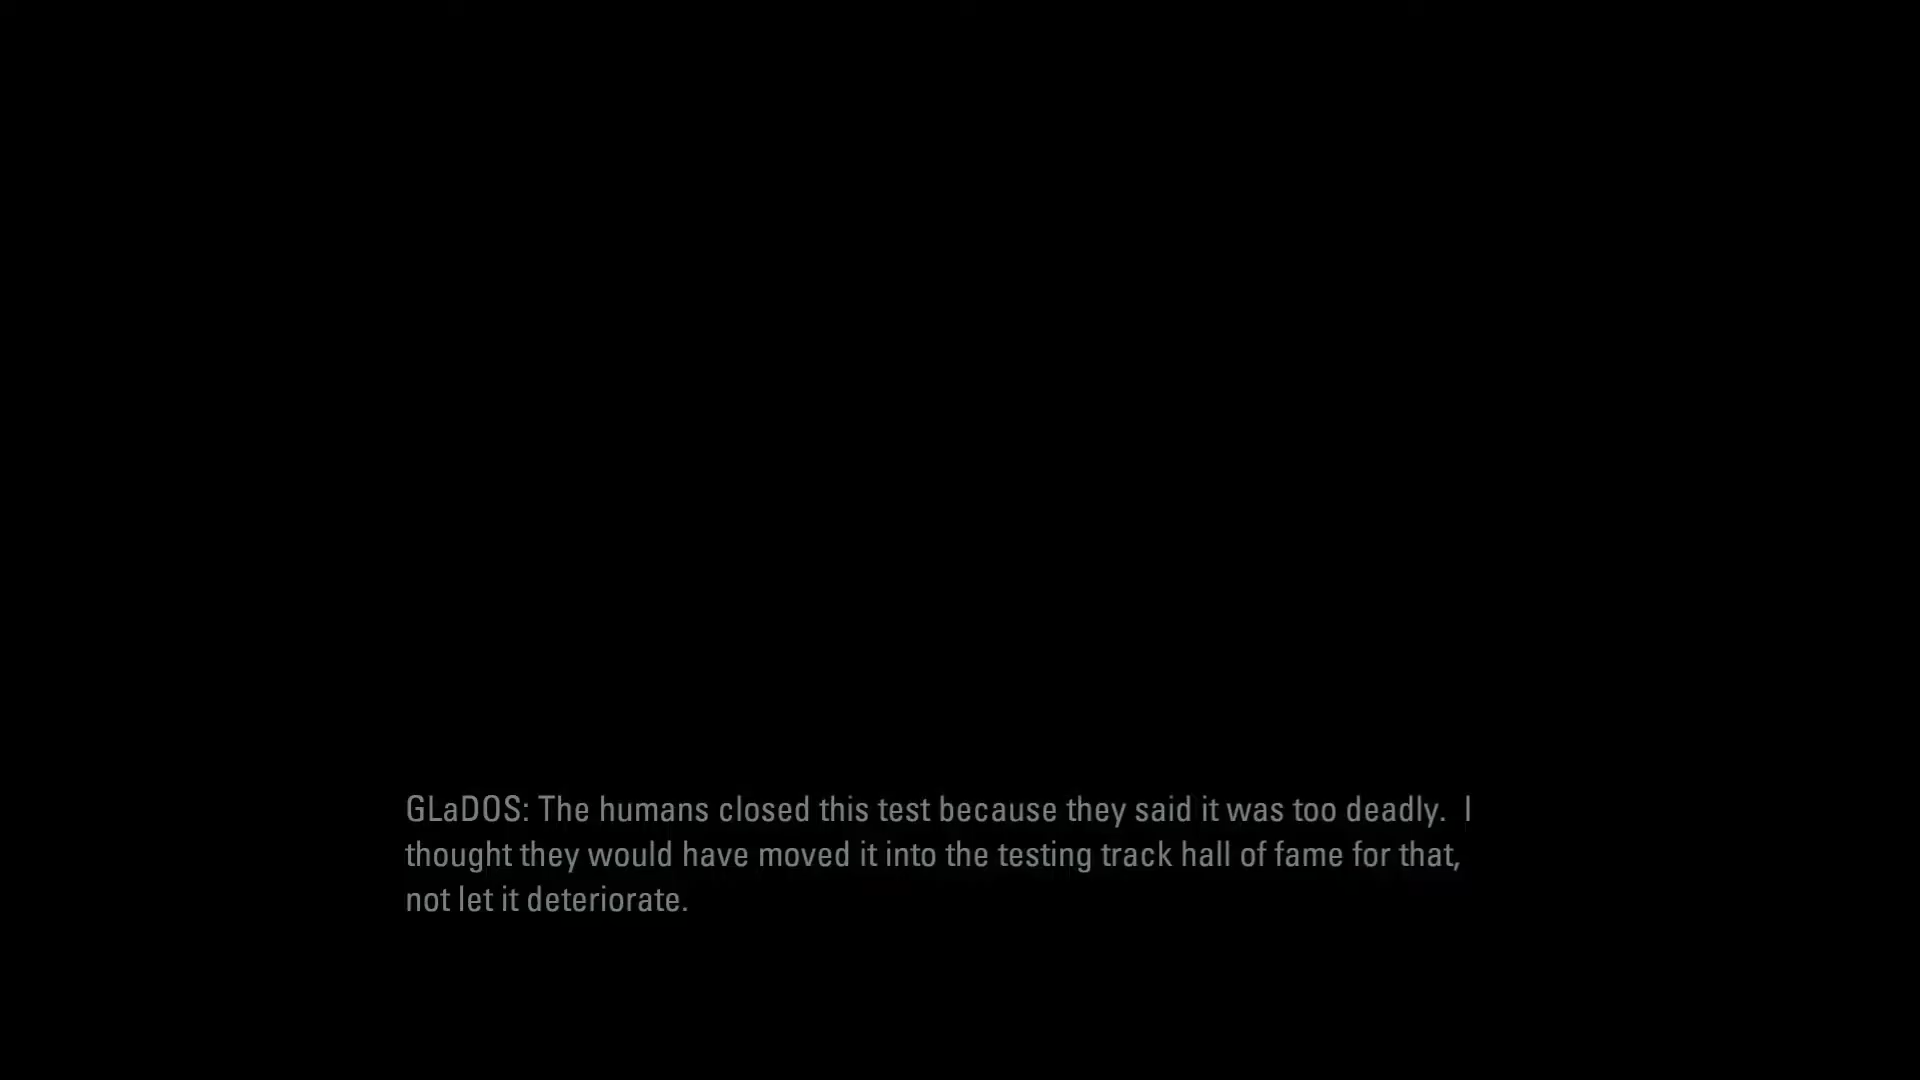 GLaDOS: The humans closed this test because they said it was too deadly.  I
thought they would have moved it into the testing track hall of fame for that,
not let it deteriorate.